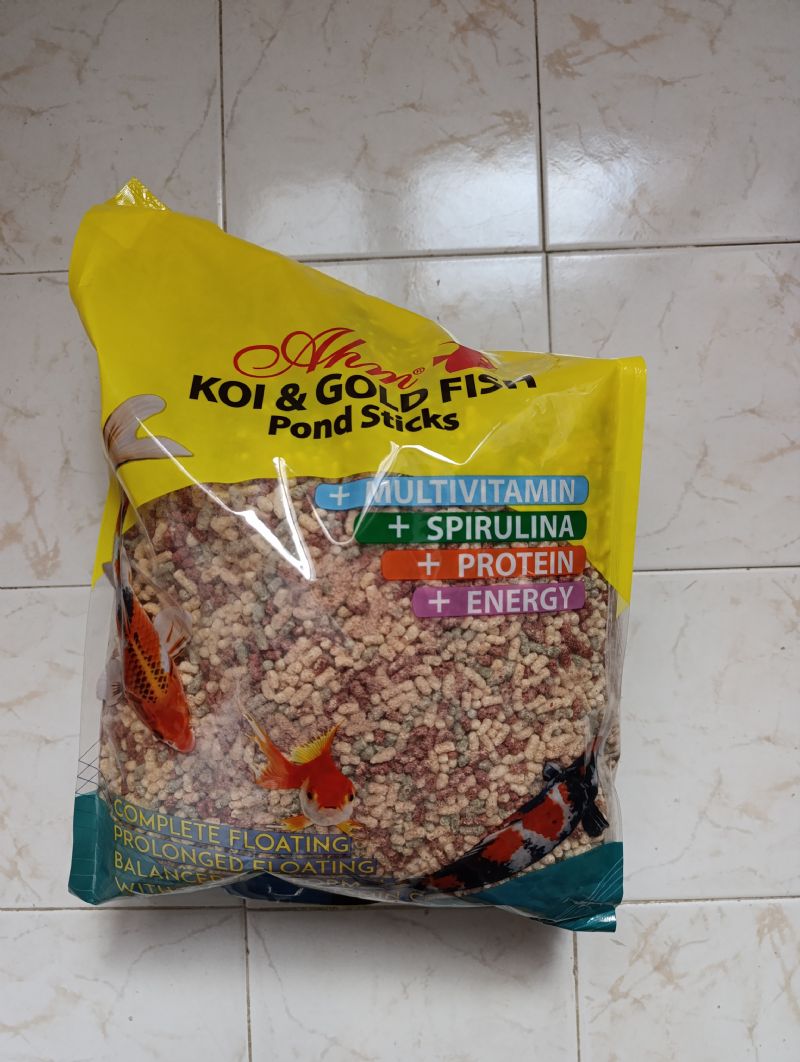 Ahm®
KOI & GOLD FISH
Pond Sticks
+ MULTIVITAMIN
+ SPIRULINA
+ PROTEIN
+ ENERGY
COMPLETE FLOATING
PROLONGED FLOATING